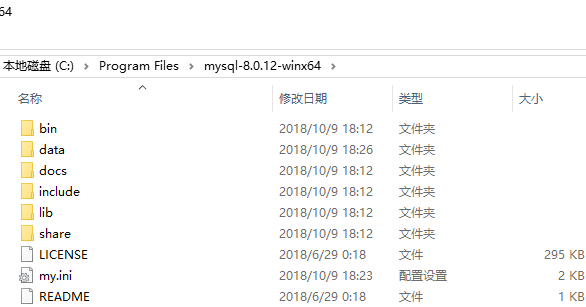 64
本地磁盘 (C:) > Program Files > mysql-8.0.12-winx64 >
名称 修改日期 类型 大小
bin 2018/10/9 18:12 文件夹
data 2018/10/9 18:26 文件夹
docs 2018/10/9 18:12 文件夹
include 2018/10/9 18:12 文件夹
lib 2018/10/9 18:12 文件夹
share 2018/10/9 18:12 文件夹
LICENSE 2018/6/29 0:18 文件 295 KB
my.ini 2018/10/9 18:23 配置设置 2 KB
README 2018/6/29 0:18 文件 1 KB